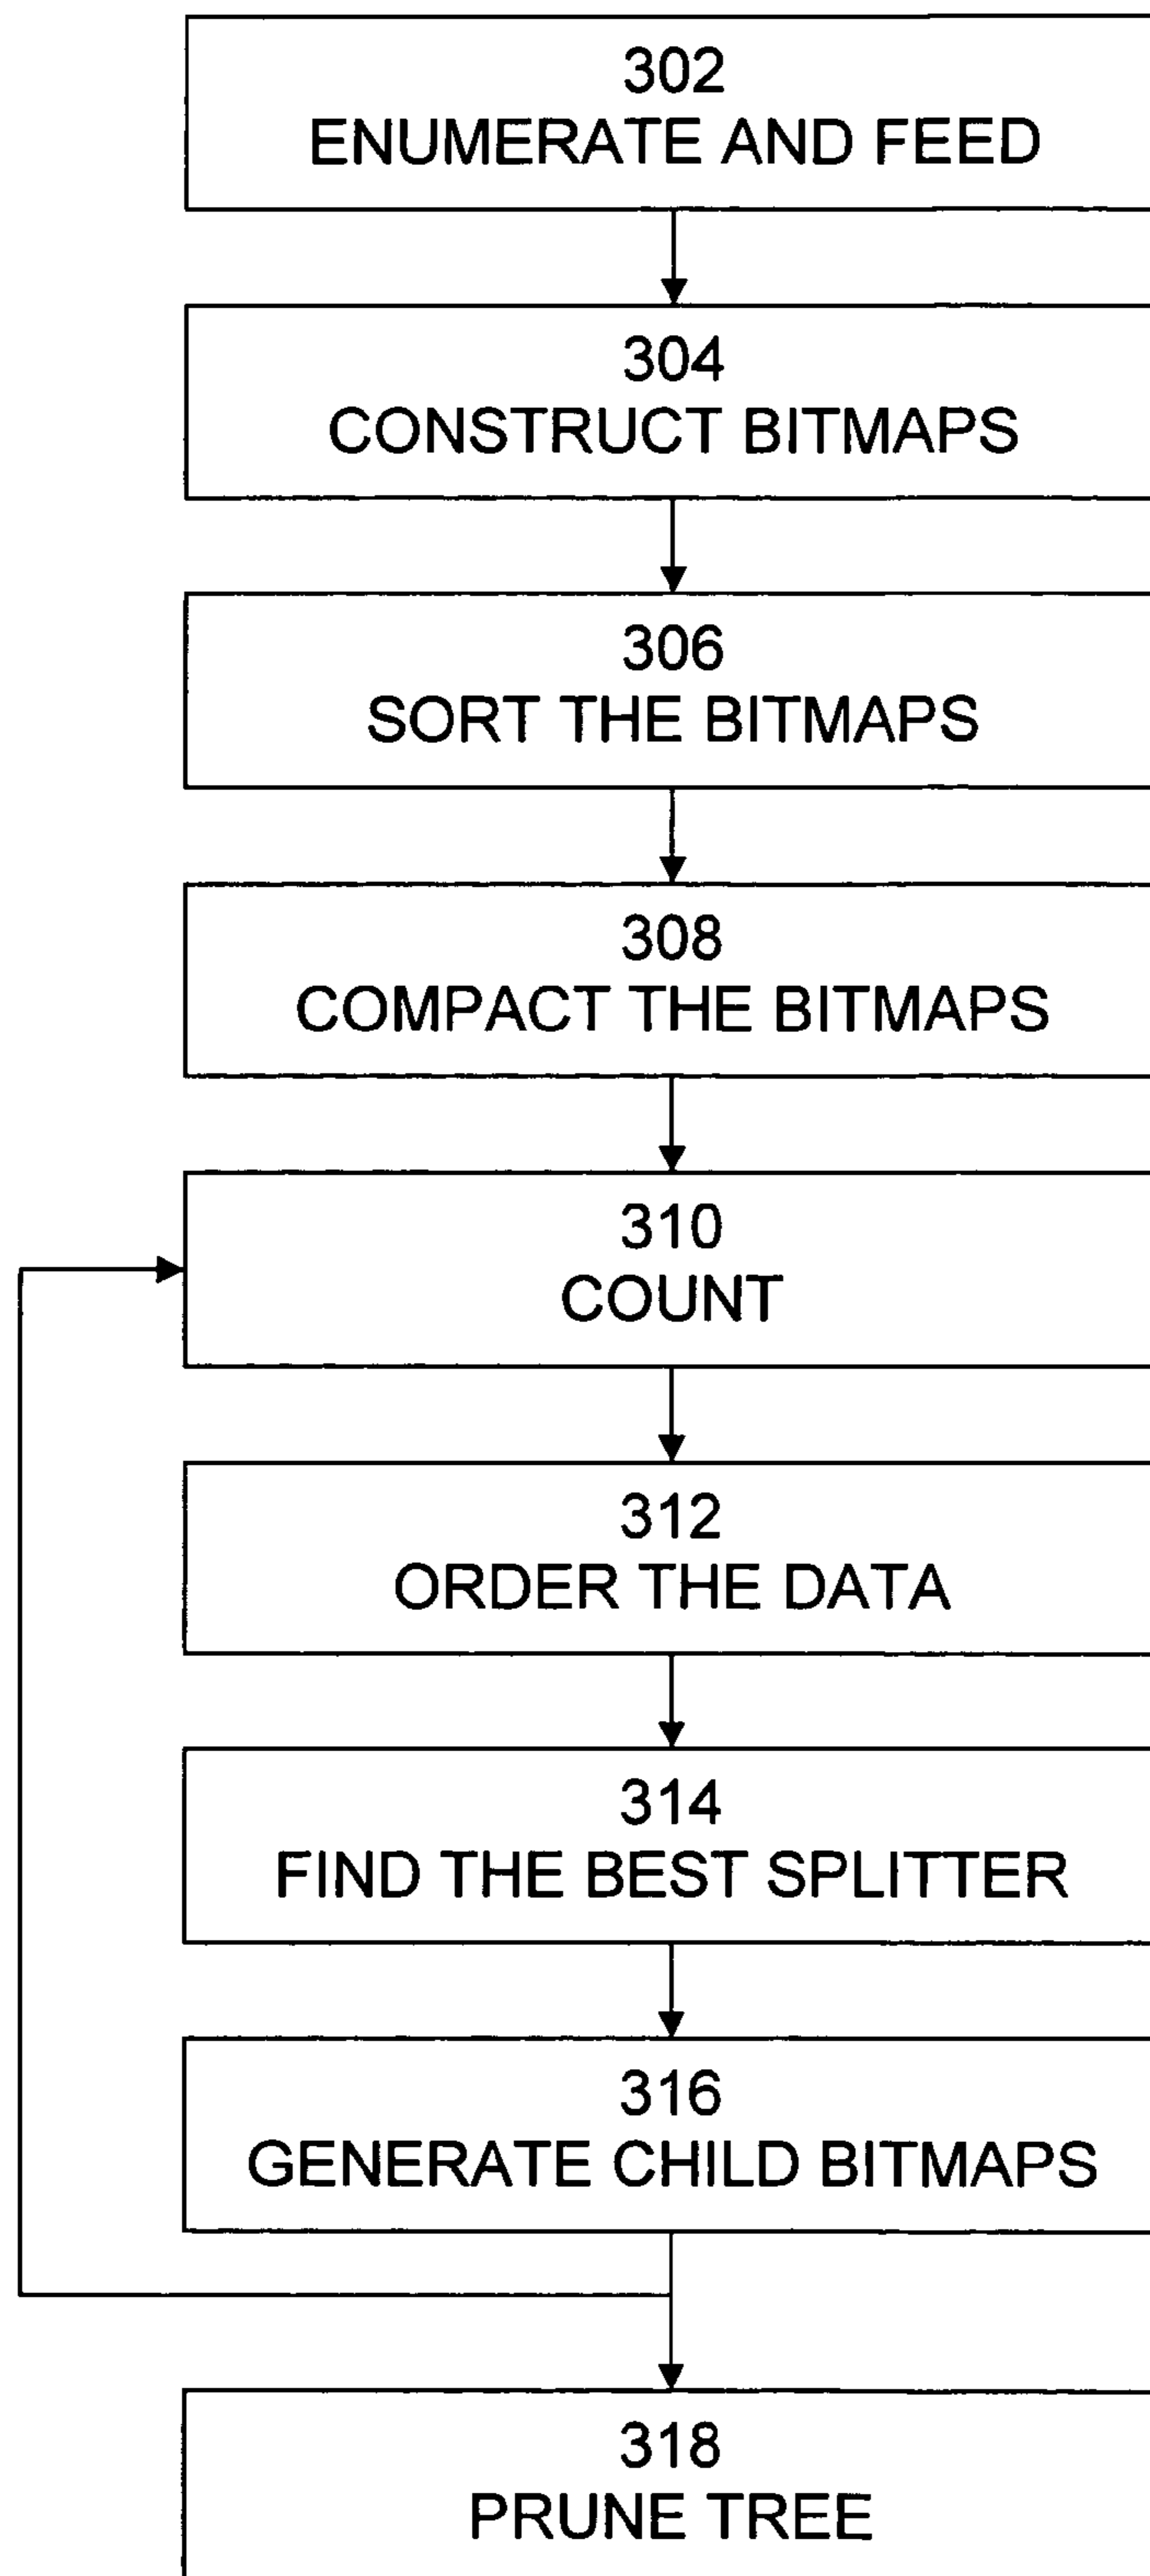 302
ENUMERATE AND FEED
304
CONSTRUCT BITMAPS
306
SORT THE BITMAPS
308
COMPACT THE BITMAPS
310
COUNT
312
ORDER THE DATA
314
FIND THE BEST SPLITTER
316
GENERATE CHILD BITMAPS
318
PRUNE TREE